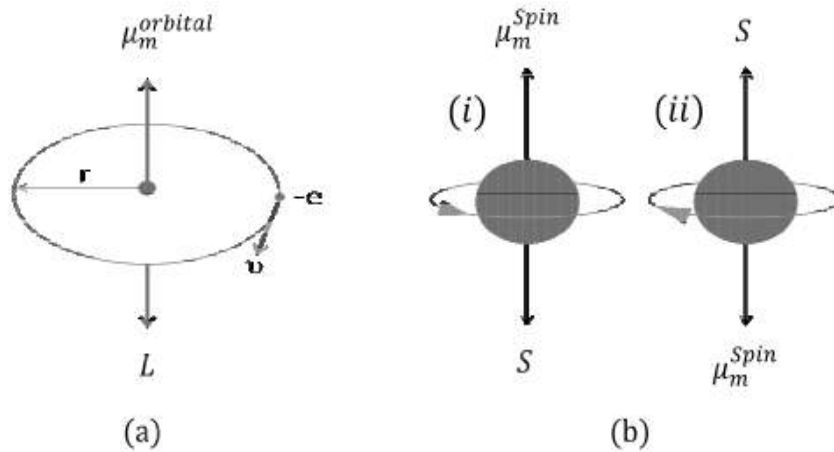 μ_m^{orbital}
r
-e
υ
L
(a)
μ_m^{Spin}
(i)
S
S
(ii)
μ_m^{Spin}
(b)